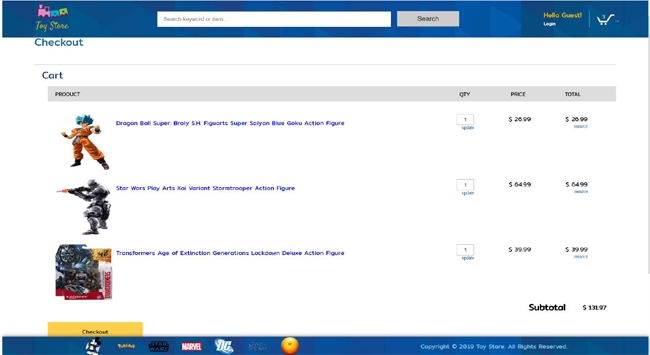 Toy Store
Search keyword or item...
Search
Hello Guest!
Login
Checkout
Cart
PRODUCT QTY PRICE TOTAL
Dragon Ball Super: Broly S.H. Figuarts Super Saiyan Blue Goku Action Figure 1 $ 26.99 $ 26.99
update remove
Star Wars Play Arts Kai Variant Stormtrooper Action Figure 1 $ 64.99 $ 64.99
update remove
Transformers Age of Extinction Generations Lockdown Deluxe Action Figure 1 $ 39.99 $ 39.99
update remove
Subtotal $ 131.97
Checkout
STAR WARS MARVEL DC Copyright © 2019 Toy Store. All Rights Reserved.